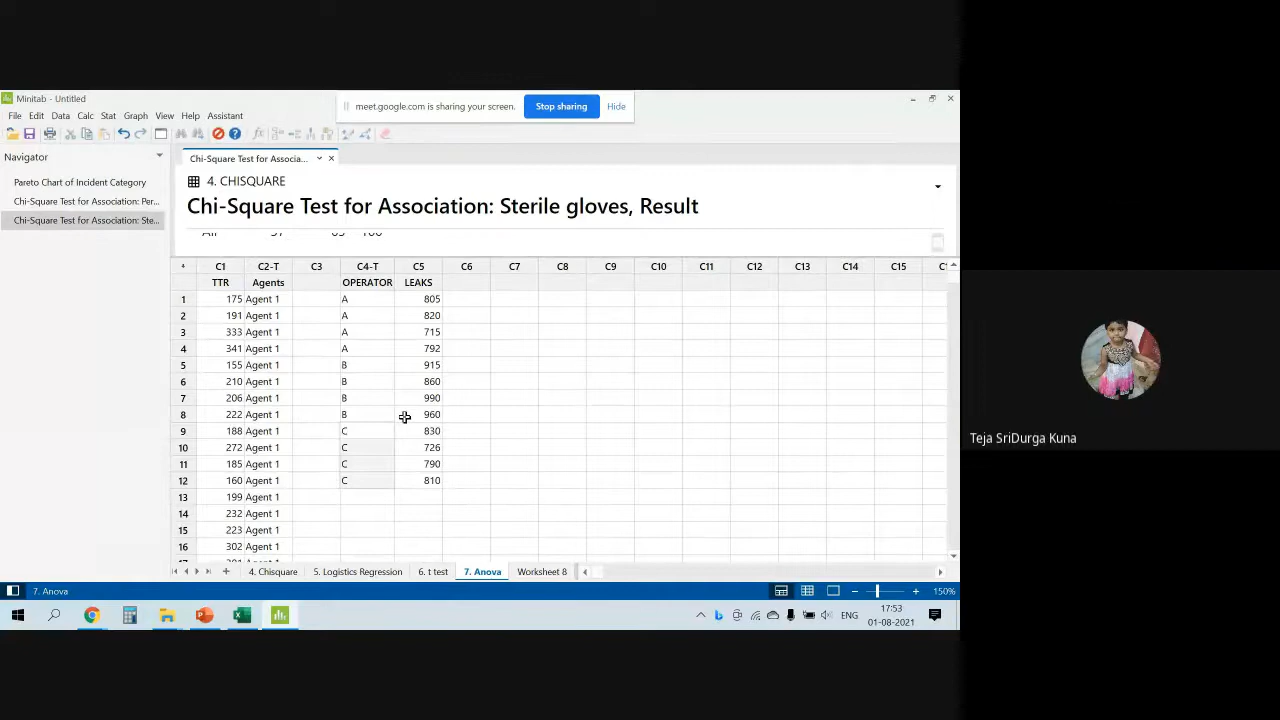 Minitab - Untitled
meet.google.com is sharing your screen. Stop sharing Hide
File Edit Data Calc Stat Graph View Help Assistant
Navigator
Chi-Square Test for Associa...
Pareto Chart of Incident Category
4. CHISQUARE
Chi-Square Test for Association: Per...
Chi-Square Test for Association: Sterile gloves, Result
Chi-Square Test for Association: Ste...
C1 C2-T C3 C4-T C5 C6 C7 C8 C9 C10 C11 C12 C13 C14 C15
TTR Agents OPERATOR LEAKS
1 175 Agent 1 A 805
2 191 Agent 1 A 820
3 333 Agent 1 A 715
4 341 Agent 1 A 792
5 155 Agent 1 B 915
6 210 Agent 1 B 860
7 206 Agent 1 B 990
8 222 Agent 1 B 960
9 188 Agent 1 C 830
10 272 Agent 1 C 726
11 185 Agent 1 C 790
12 160 Agent 1 C 810
13 199 Agent 1
14 232 Agent 1
15 223 Agent 1
16 302 Agent 1
4. Chisquare 5. Logistics Regression 6. t test 7. Anova Worksheet 8
7. Anova 150%
ENG 17:53
01-08-2021
Teja SriDurga Kuna